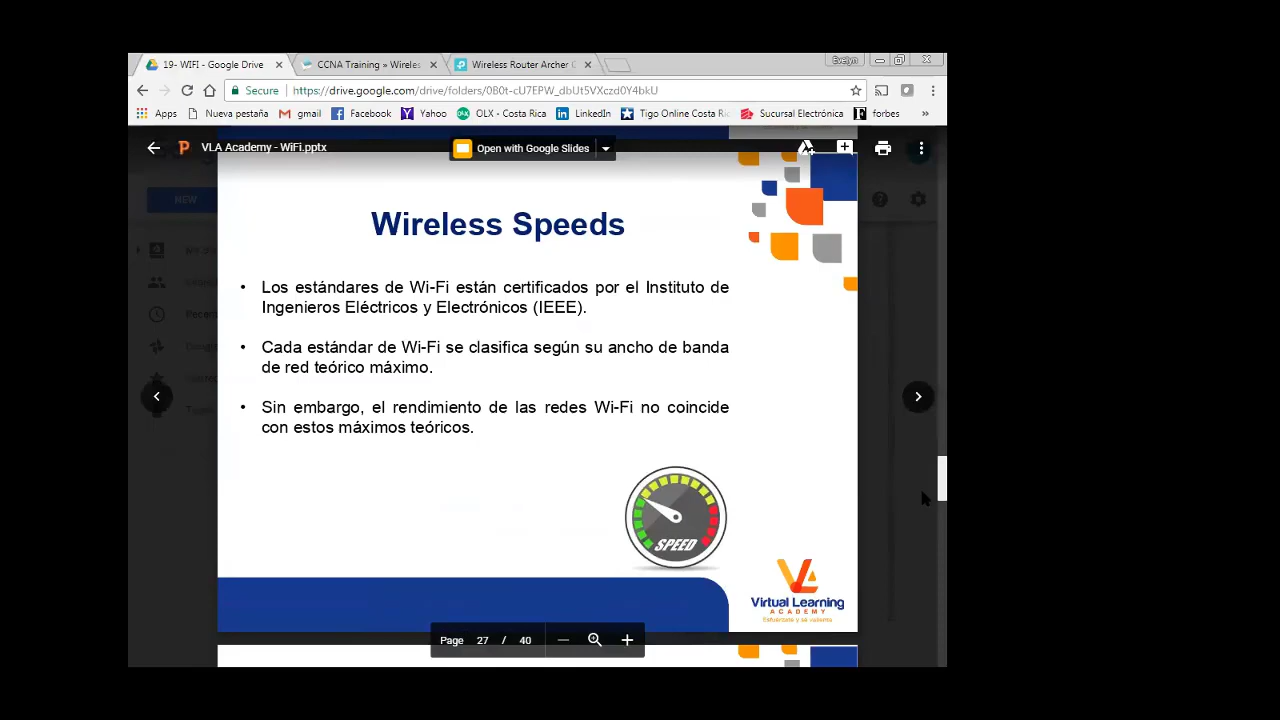 19- WIFI - Google Drive
CCNA Training » Wireles
Wireless Router Archer C
Evelyn
Secure
https://drive.google.com/drive/folders/0B0t-cU7EPW_dbUt5VXczd0Y4bkU
Apps
Nueva pestaña
gmail
Facebook
Yahoo
OLX - Costa Rica
LinkedIn
Tigo Online Costa Ric
Sucursal Electrónica
forbes
VLA Academy - WiFi.pptx
Open with Google Slides
NEW
Wireless Speeds
• Los estándares de Wi-Fi están certificados por el Instituto de
Ingenieros Eléctricos y Electrónicos (IEEE).
• Cada estándar de Wi-Fi se clasifica según su ancho de banda
de red teórico máximo.
• Sin embargo, el rendimiento de las redes Wi-Fi no coincide
con estos máximos teóricos.
SPEED
Virtual Learning
ACADEMY
Esfuérzate y sé valiente
Page 27 / 40